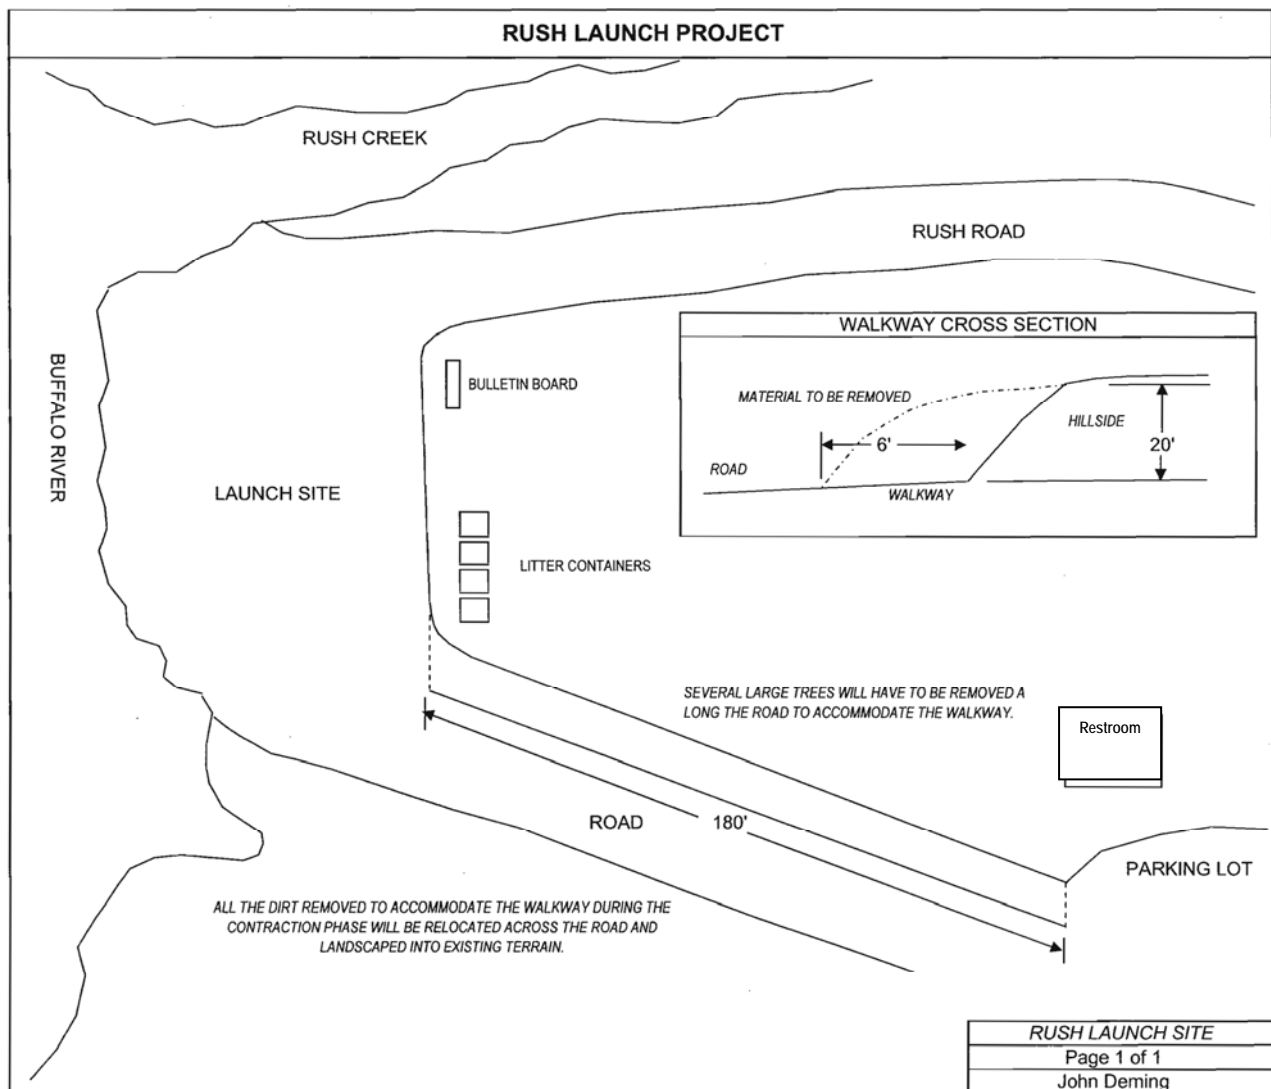 RUSH LAUNCH PROJECT
RUSH CREEK
RUSH ROAD
WALKWAY CROSS SECTION
MATERIAL TO BE REMOVED
HILLSIDE
6'
20'
ROAD
WALKWAY
BUFFALO RIVER
BULLETIN BOARD
LAUNCH SITE
LITTER CONTAINERS
SEVERAL LARGE TREES WILL HAVE TO BE REMOVED A
LONG THE ROAD TO ACCOMMODATE THE WALKWAY.
Restroom
ROAD
180'
PARKING LOT
ALL THE DIRT REMOVED TO ACCOMMODATE THE WALKWAY DURING THE
CONTRACTION PHASE WILL BE RELOCATED ACROSS THE ROAD AND
LANDSCAPED INTO EXISTING TERRAIN.
RUSH LAUNCH SITE
Page 1 of 1
John Deming